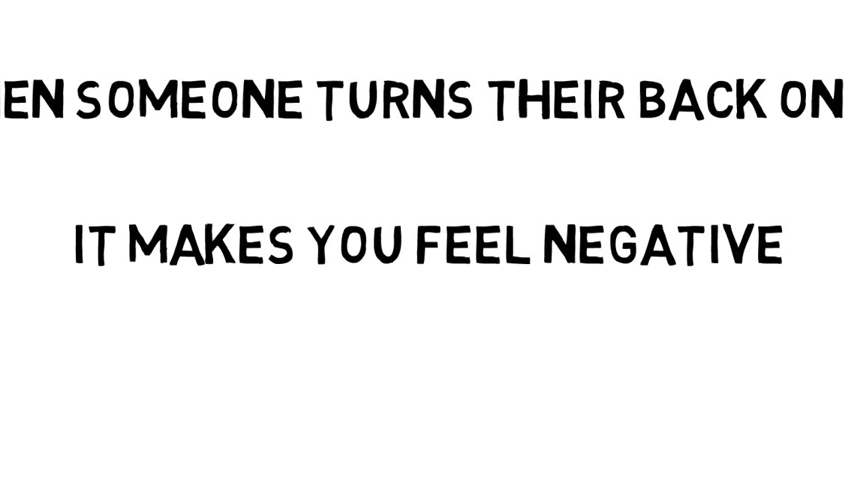 EN SOMEONE TURNS THEIR BACK ON
IT MAKES YOU FEEL NEGATIVE